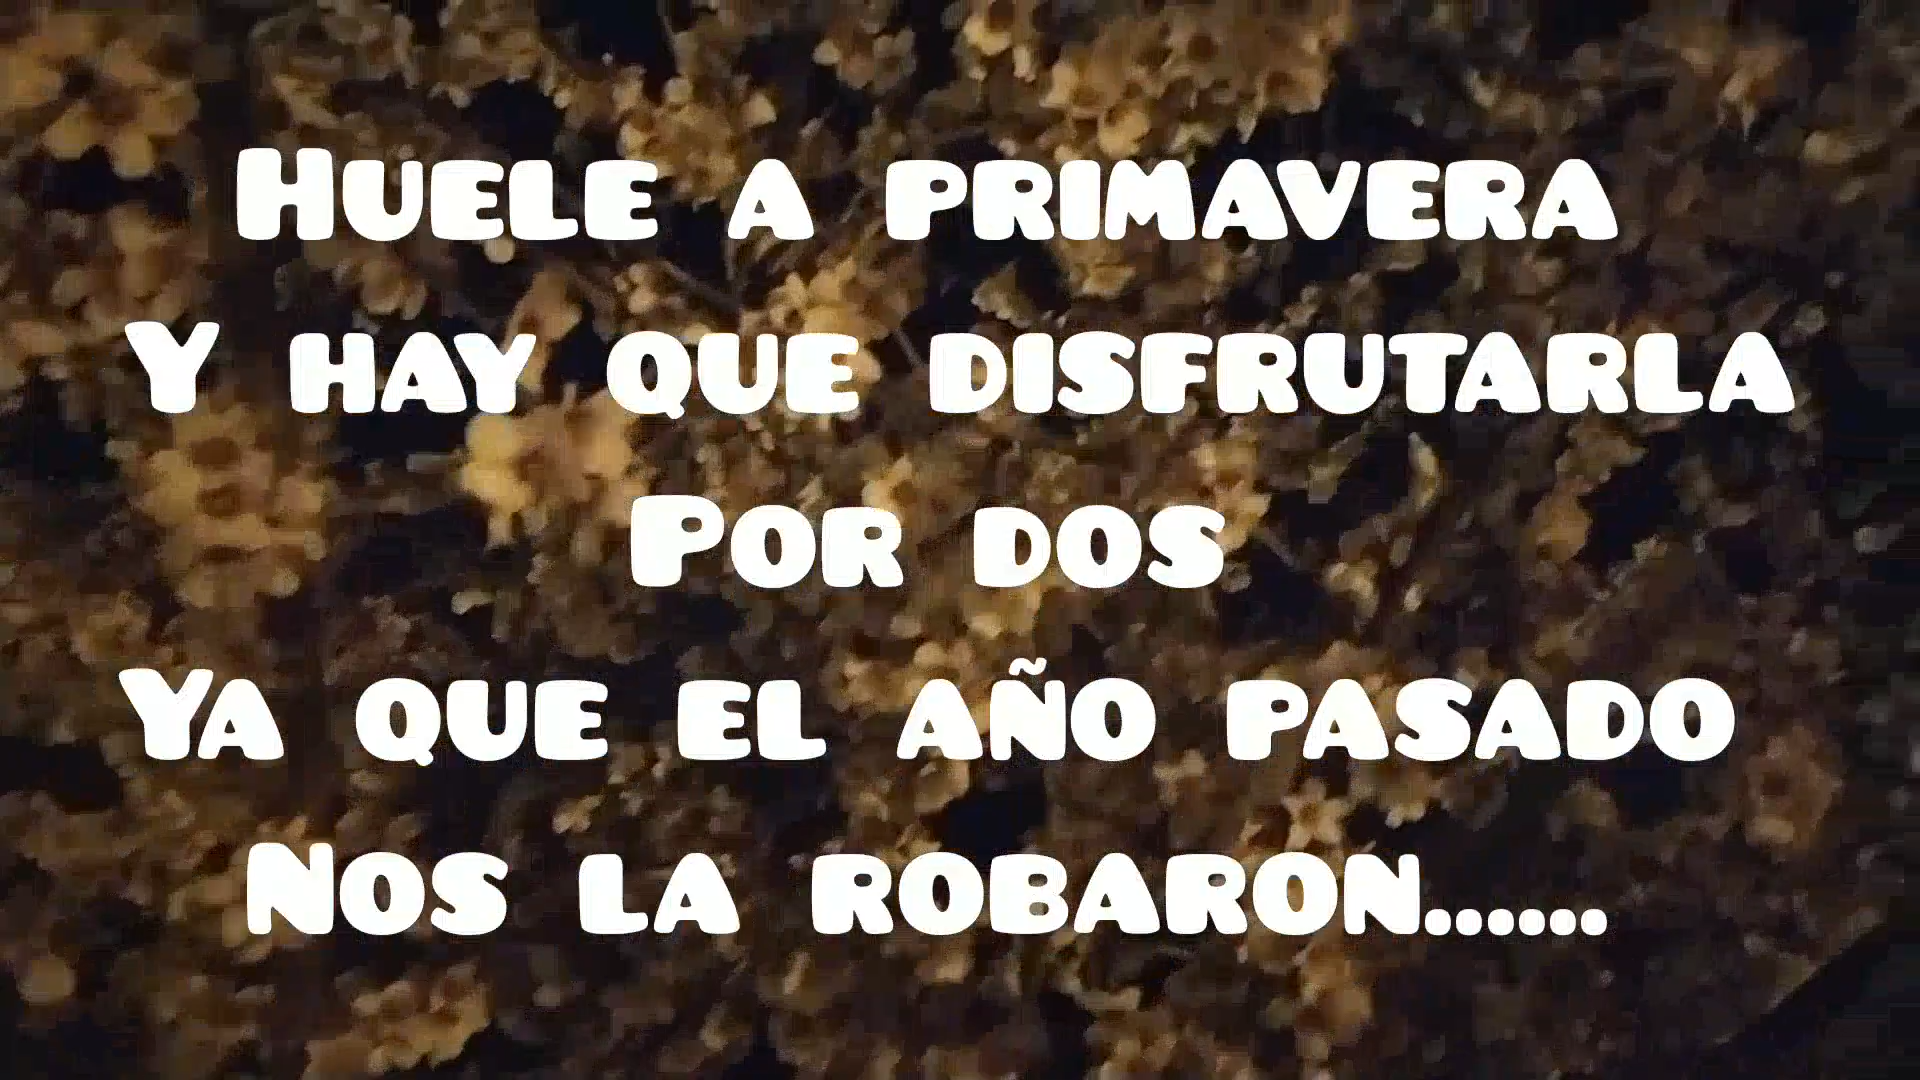 Huele a primavera
Y hay que disfrutarla
Por dos
Ya que el año pasado
Nos la robaron......